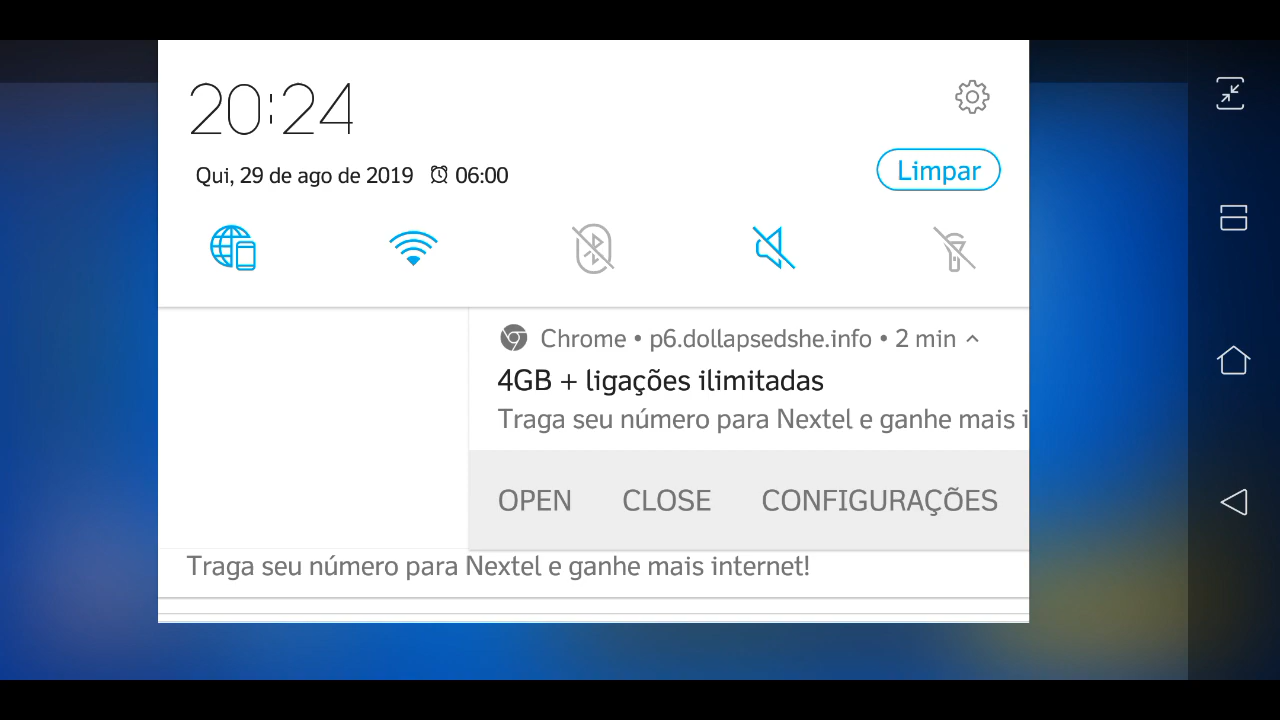 20:24
Qui, 29 de ago de 2019 06:00
Limpar
Chrome • p6.dollapsedshe.info • 2 min
4GB + ligações ilimitadas
Traga seu número para Nextel e ganhe mais i
OPEN CLOSE CONFIGURAÇÕES
Traga seu número para Nextel e ganhe mais internet!